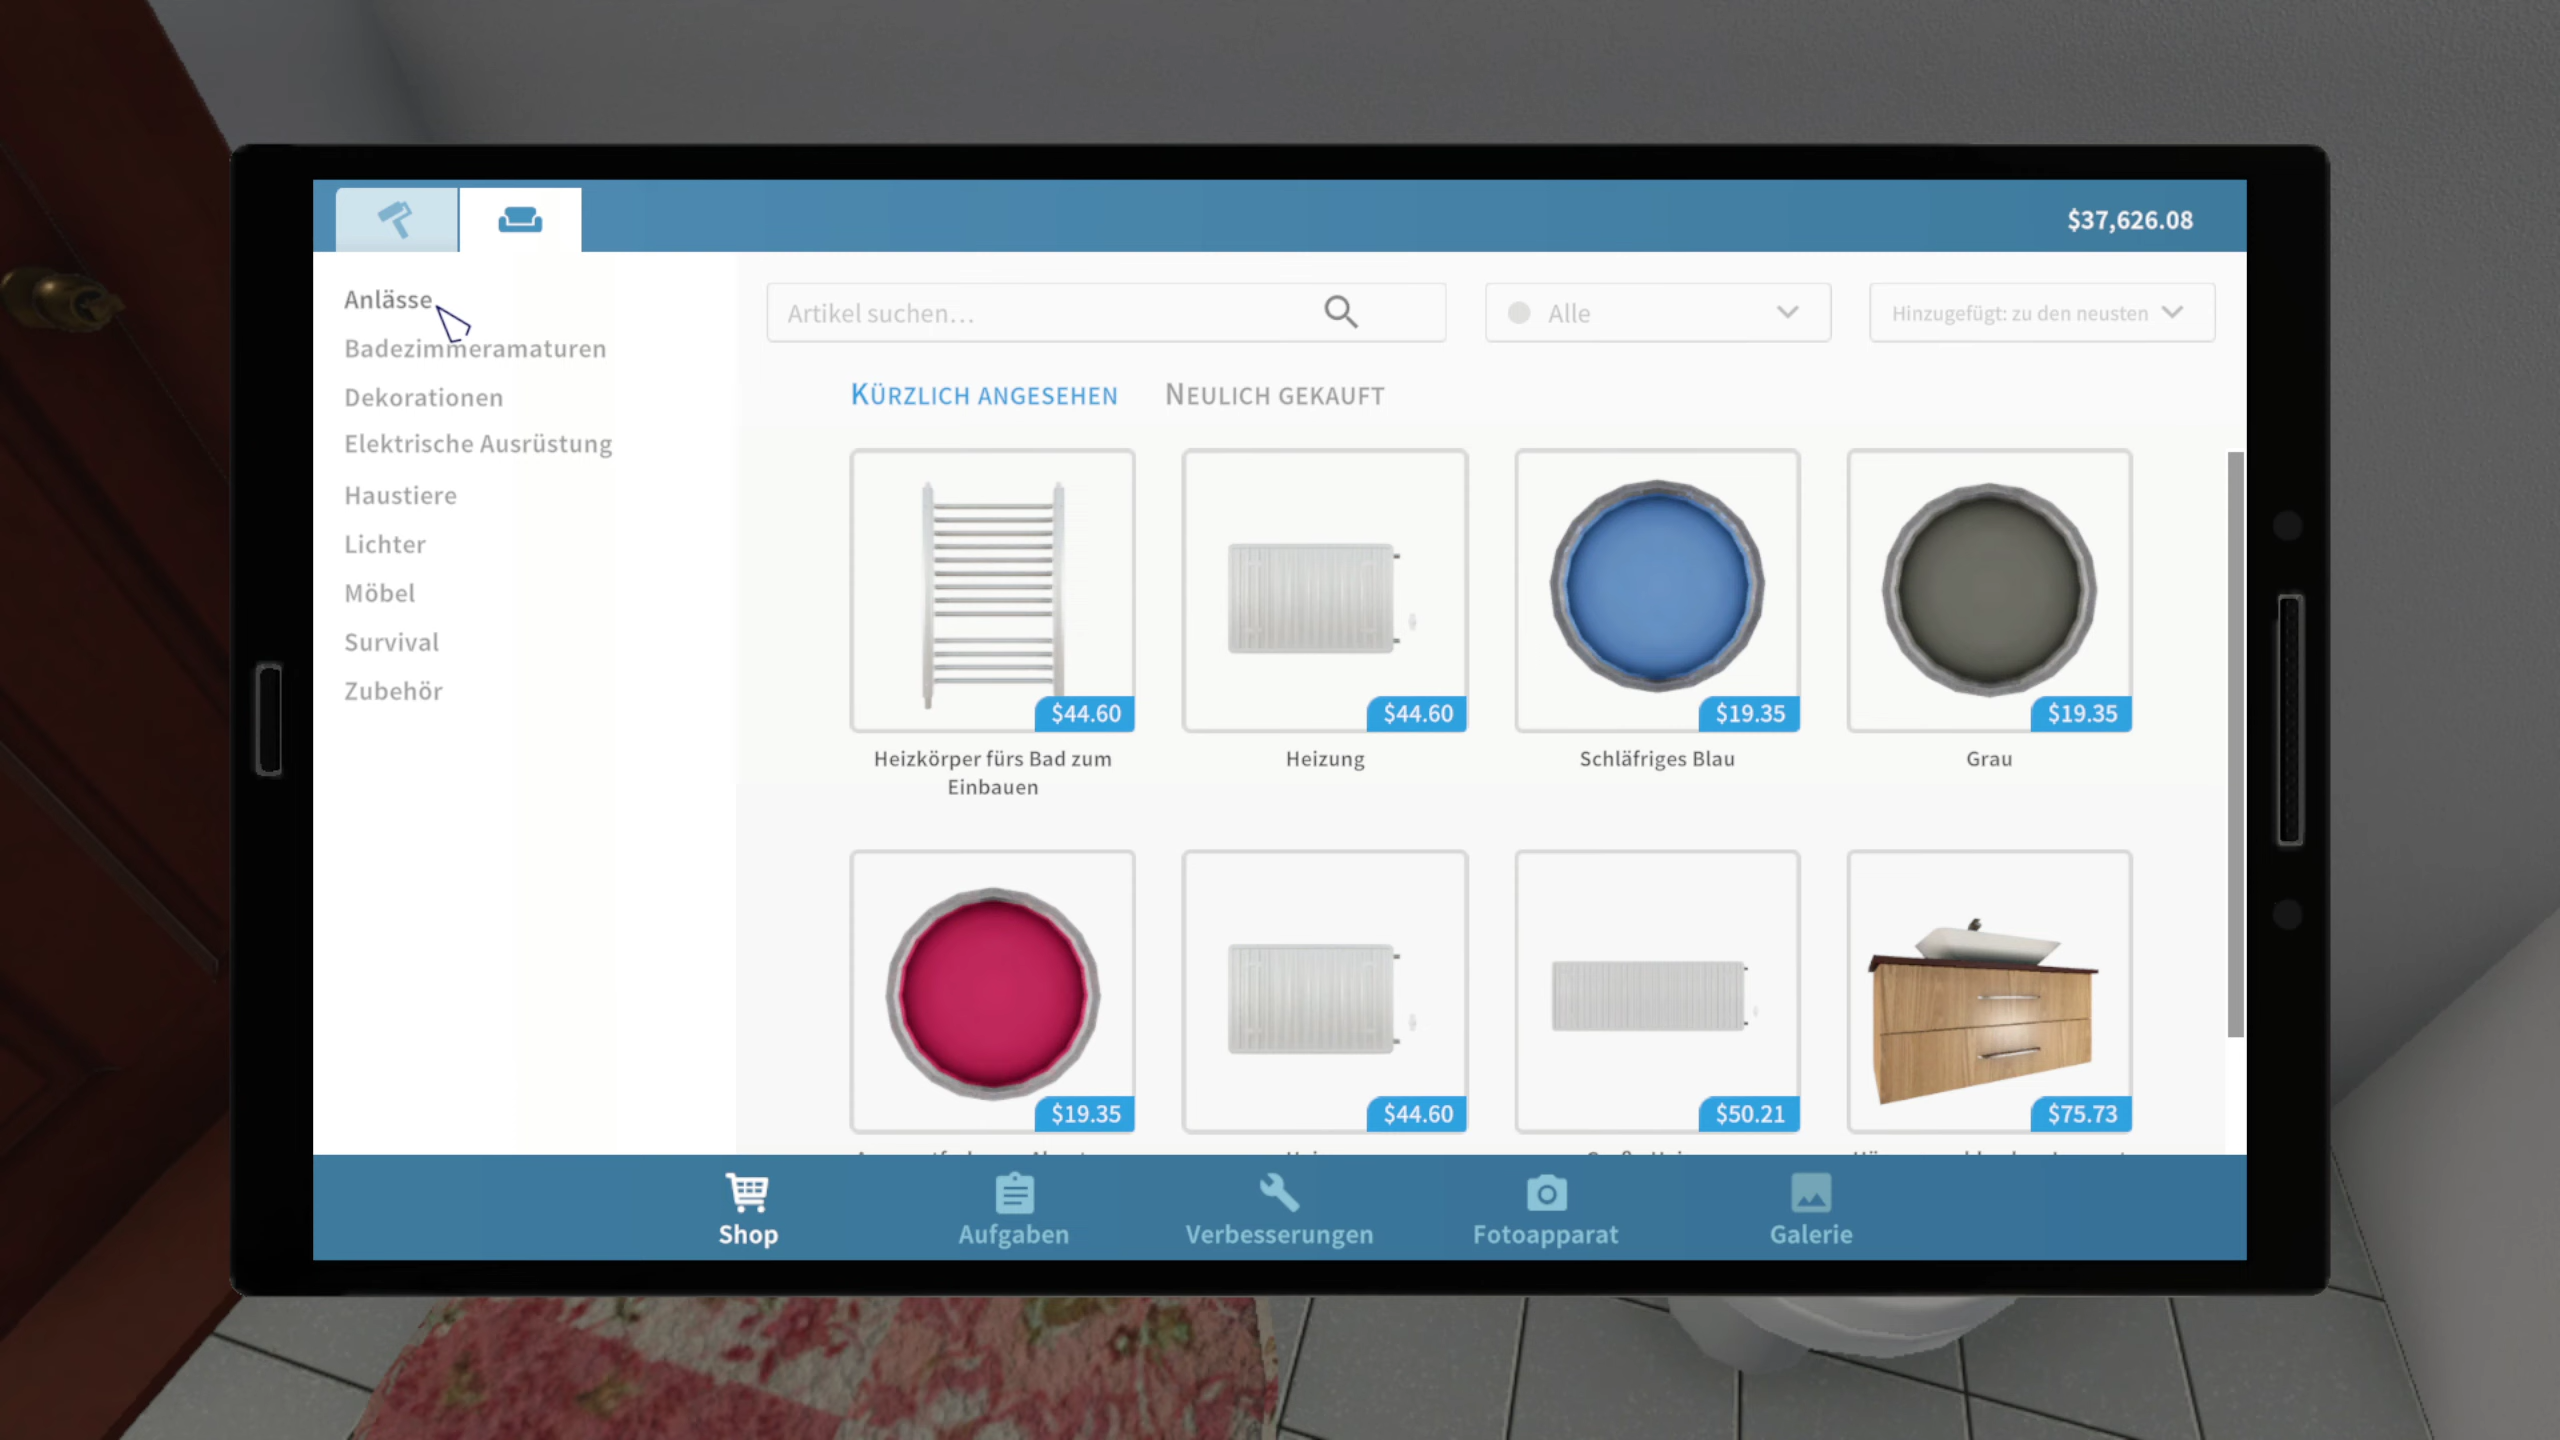 $37,626.08
Anlässe
Badezimmeramaturen
Dekorationen
Elektrische Ausrüstung
Haustiere
Lichter
Möbel
Survival
Zubehör
Artikel suchen...
Alle
Hinzugefügt: zu den neusten
KÜRZLICH ANGESEHEN
NEULICH GEKAUFT
$44.60
$44.60
$19.35
$19.35
Heizkörper fürs Bad zum
Einbauen
Heizung
Schläfriges Blau
Grau
$19.35
$44.60
$50.21
$75.73
Shop
Aufgaben
Verbesserungen
Fotoapparat
Galerie